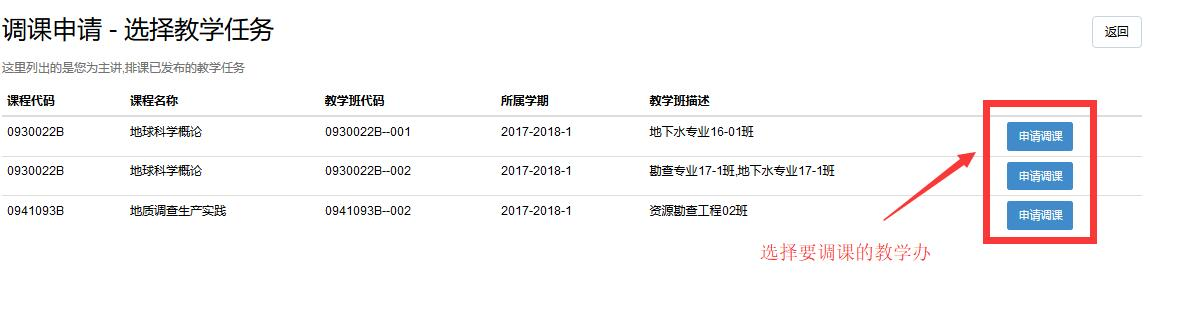 调课申请 - 选择教学任务
返回
这里列出的是您为主讲,排课已发布的教学任务
课程代码 课程名称 教学班代码 所属学期 教学班描述
0930022B 地球科学概论 0930022B--001 2017-2018-1 地下水专业16-01班 申请调课
0930022B 地球科学概论 0930022B--002 2017-2018-1 勘查专业17-1班,地下水专业17-1班 申请调课
0941093B 地质调查生产实践 0941093B--002 2017-2018-1 资源勘查工程02班 申请调课
选择要调课的教学办